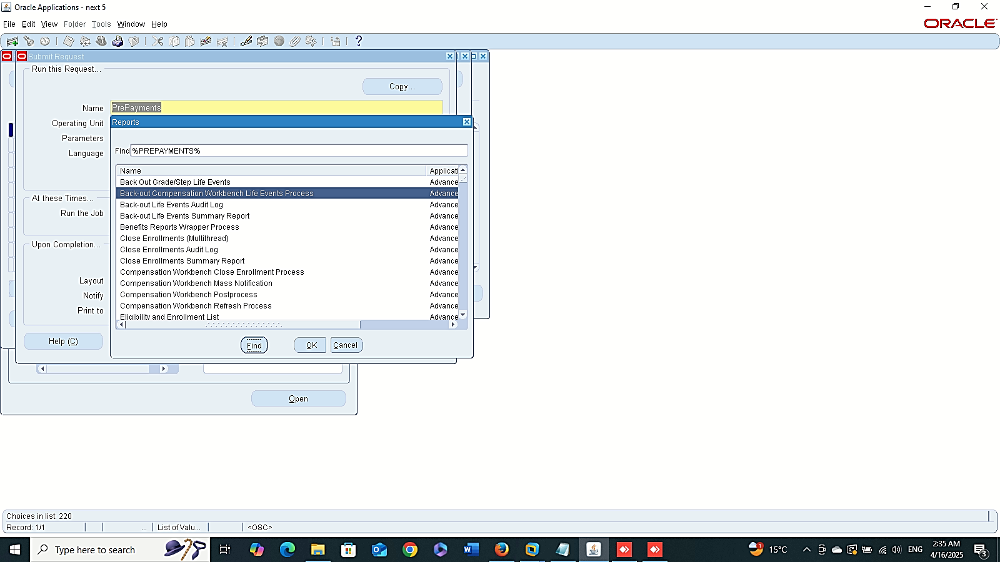 Oracle Applications - next 5
File Edit View Folder Tools Window Help
ORACLE
Submit Request
Run this Request...
Copy...
Name PrePayments
Operating Unit
Parameters
Language
At these Times...
Run the Job
Upon Completion...
Layout
Notify
Print to
Help (C)
Reports
Find %PREPAYMENTS%
Name Applicati
Back Out Grade/Step Life Events Advance
Back-out Compensation Workbench Life Events Process Advance
Back-out Life Events Audit Log Advance
Back-out Life Events Summary Report Advance
Benefits Reports Wrapper Process Advance
Close Enrollments (Multithread) Advance
Close Enrollments Audit Log Advance
Close Enrollments Summary Report Advance
Compensation Workbench Close Enrollment Process Advance
Compensation Workbench Mass Notification Advance
Compensation Workbench Postprocess Advance
Compensation Workbench Refresh Process Advance
Eligibility and Enrollment List Advance
Find OK Cancel
Open
Choices in list: 220
Record: 1/1 ... List of Valu... <OSC>
Type here to search
1 15°C ENG 2:35 AM
4/16/2025 3